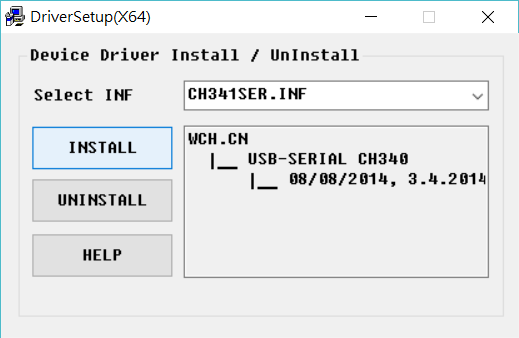 DriverSetup(X64)
Device Driver Install / UnInstall
Select INF
CH341SER.INF
INSTALL
UNINSTALL
HELP
WCH.CN
|__ USB-SERIAL CH340
|__ 08/08/2014, 3.4.2014